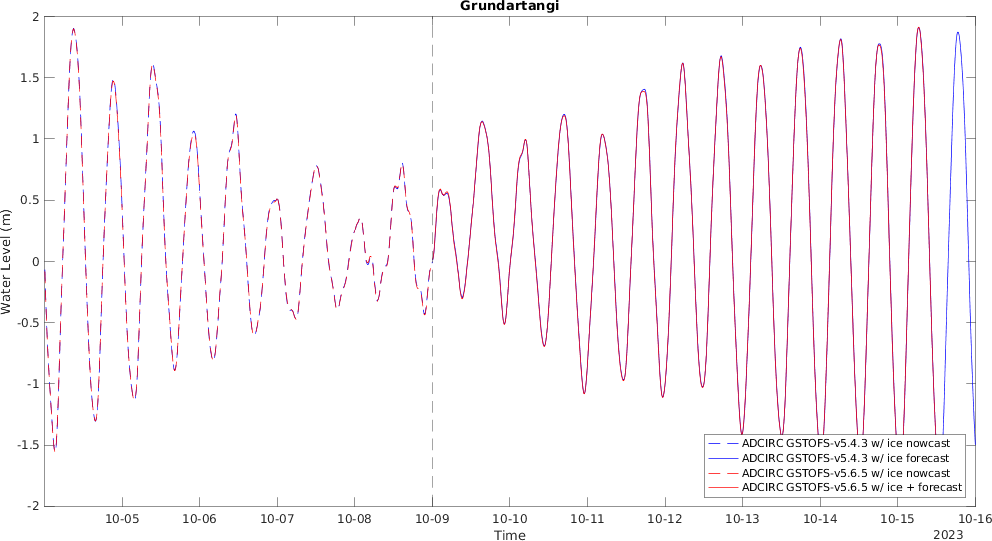 Grundartangi
2
1.5
1
0.5
0
-0.5
-1
-1.5
-2
Water Level (m)
10-05 10-06 10-07 10-08 10-09 10-10 10-11 10-12 10-13 10-14 10-15 10-16
Time
2023
ADCIRC GSTOFS-v5.4.3 w/ ice nowcast
ADCIRC GSTOFS-v5.4.3 w/ ice forecast
ADCIRC GSTOFS-v5.6.5 w/ ice nowcast
ADCIRC GSTOFS-v5.6.5 w/ ice + forecast